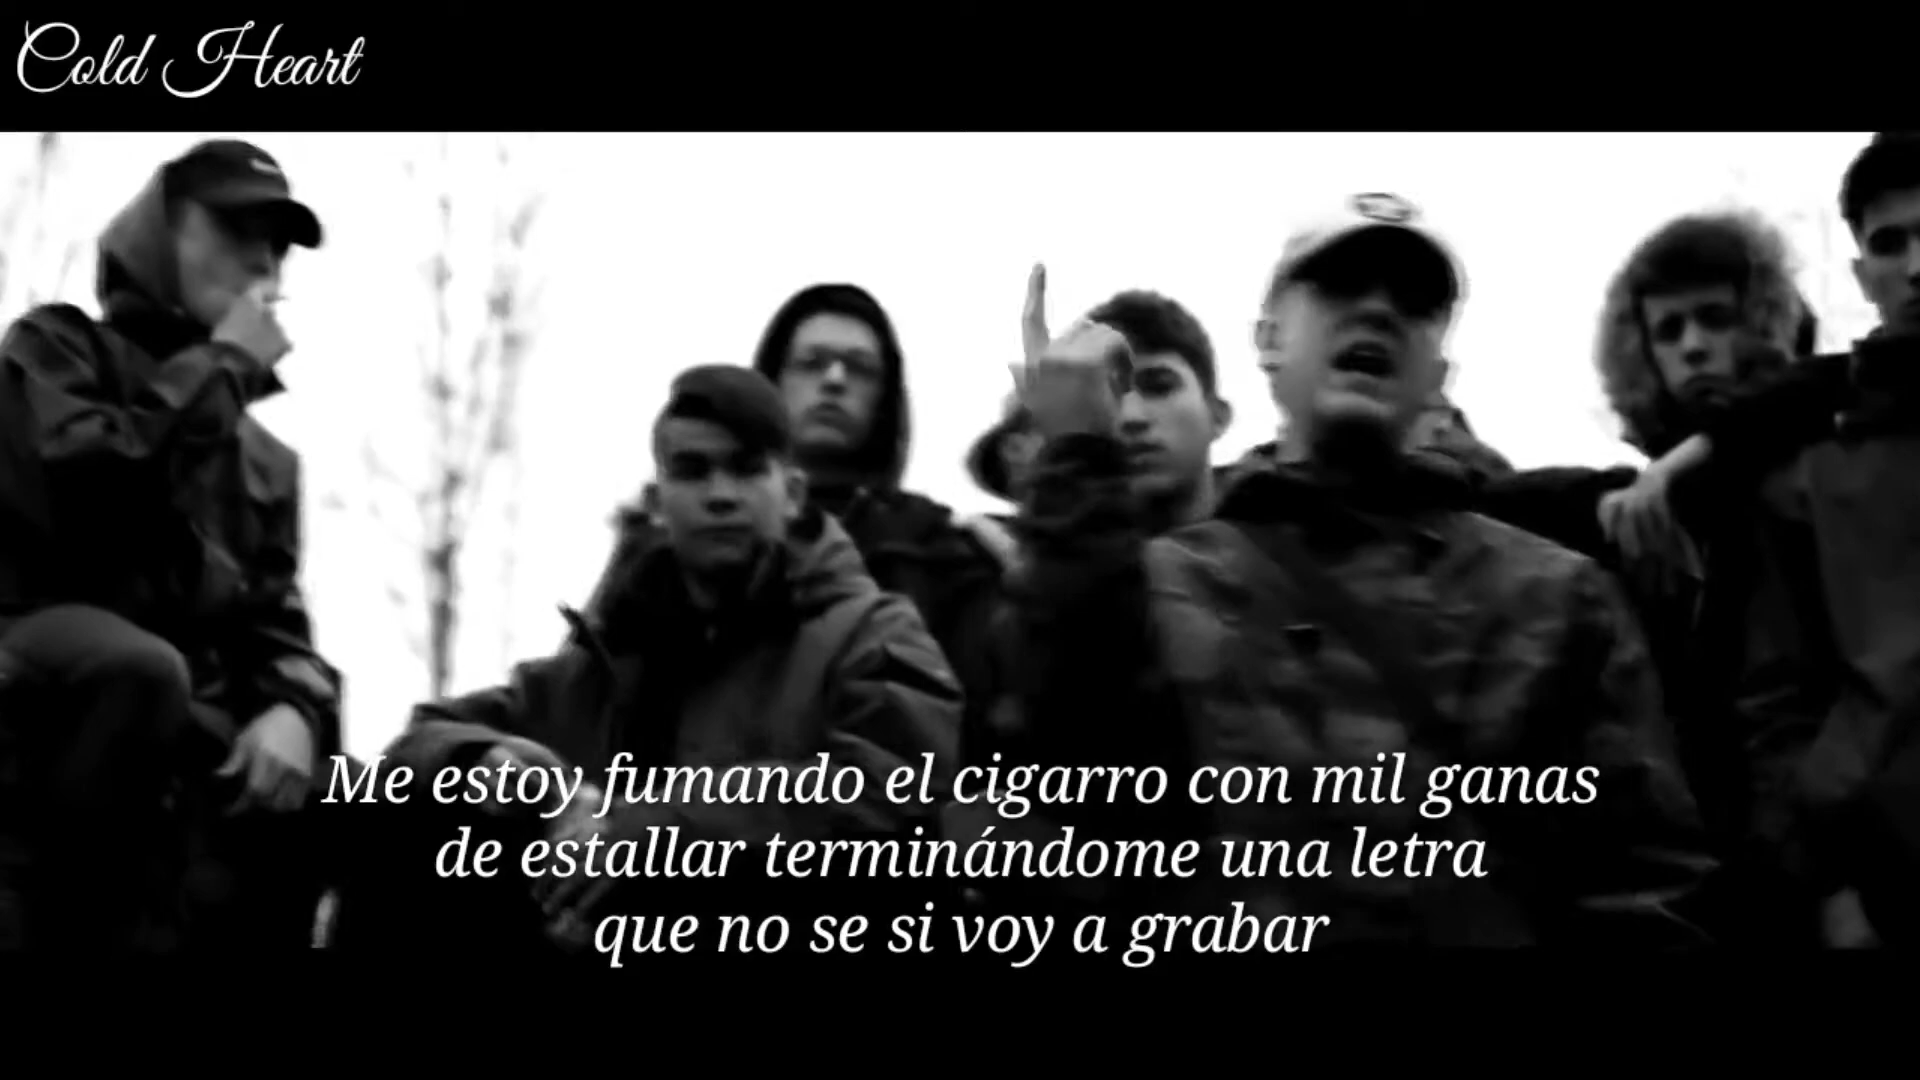 Cold Heart
Me estoy fumando el cigarro con mil ganas
de estallar terminándome una letra
que no se si voy a grabar